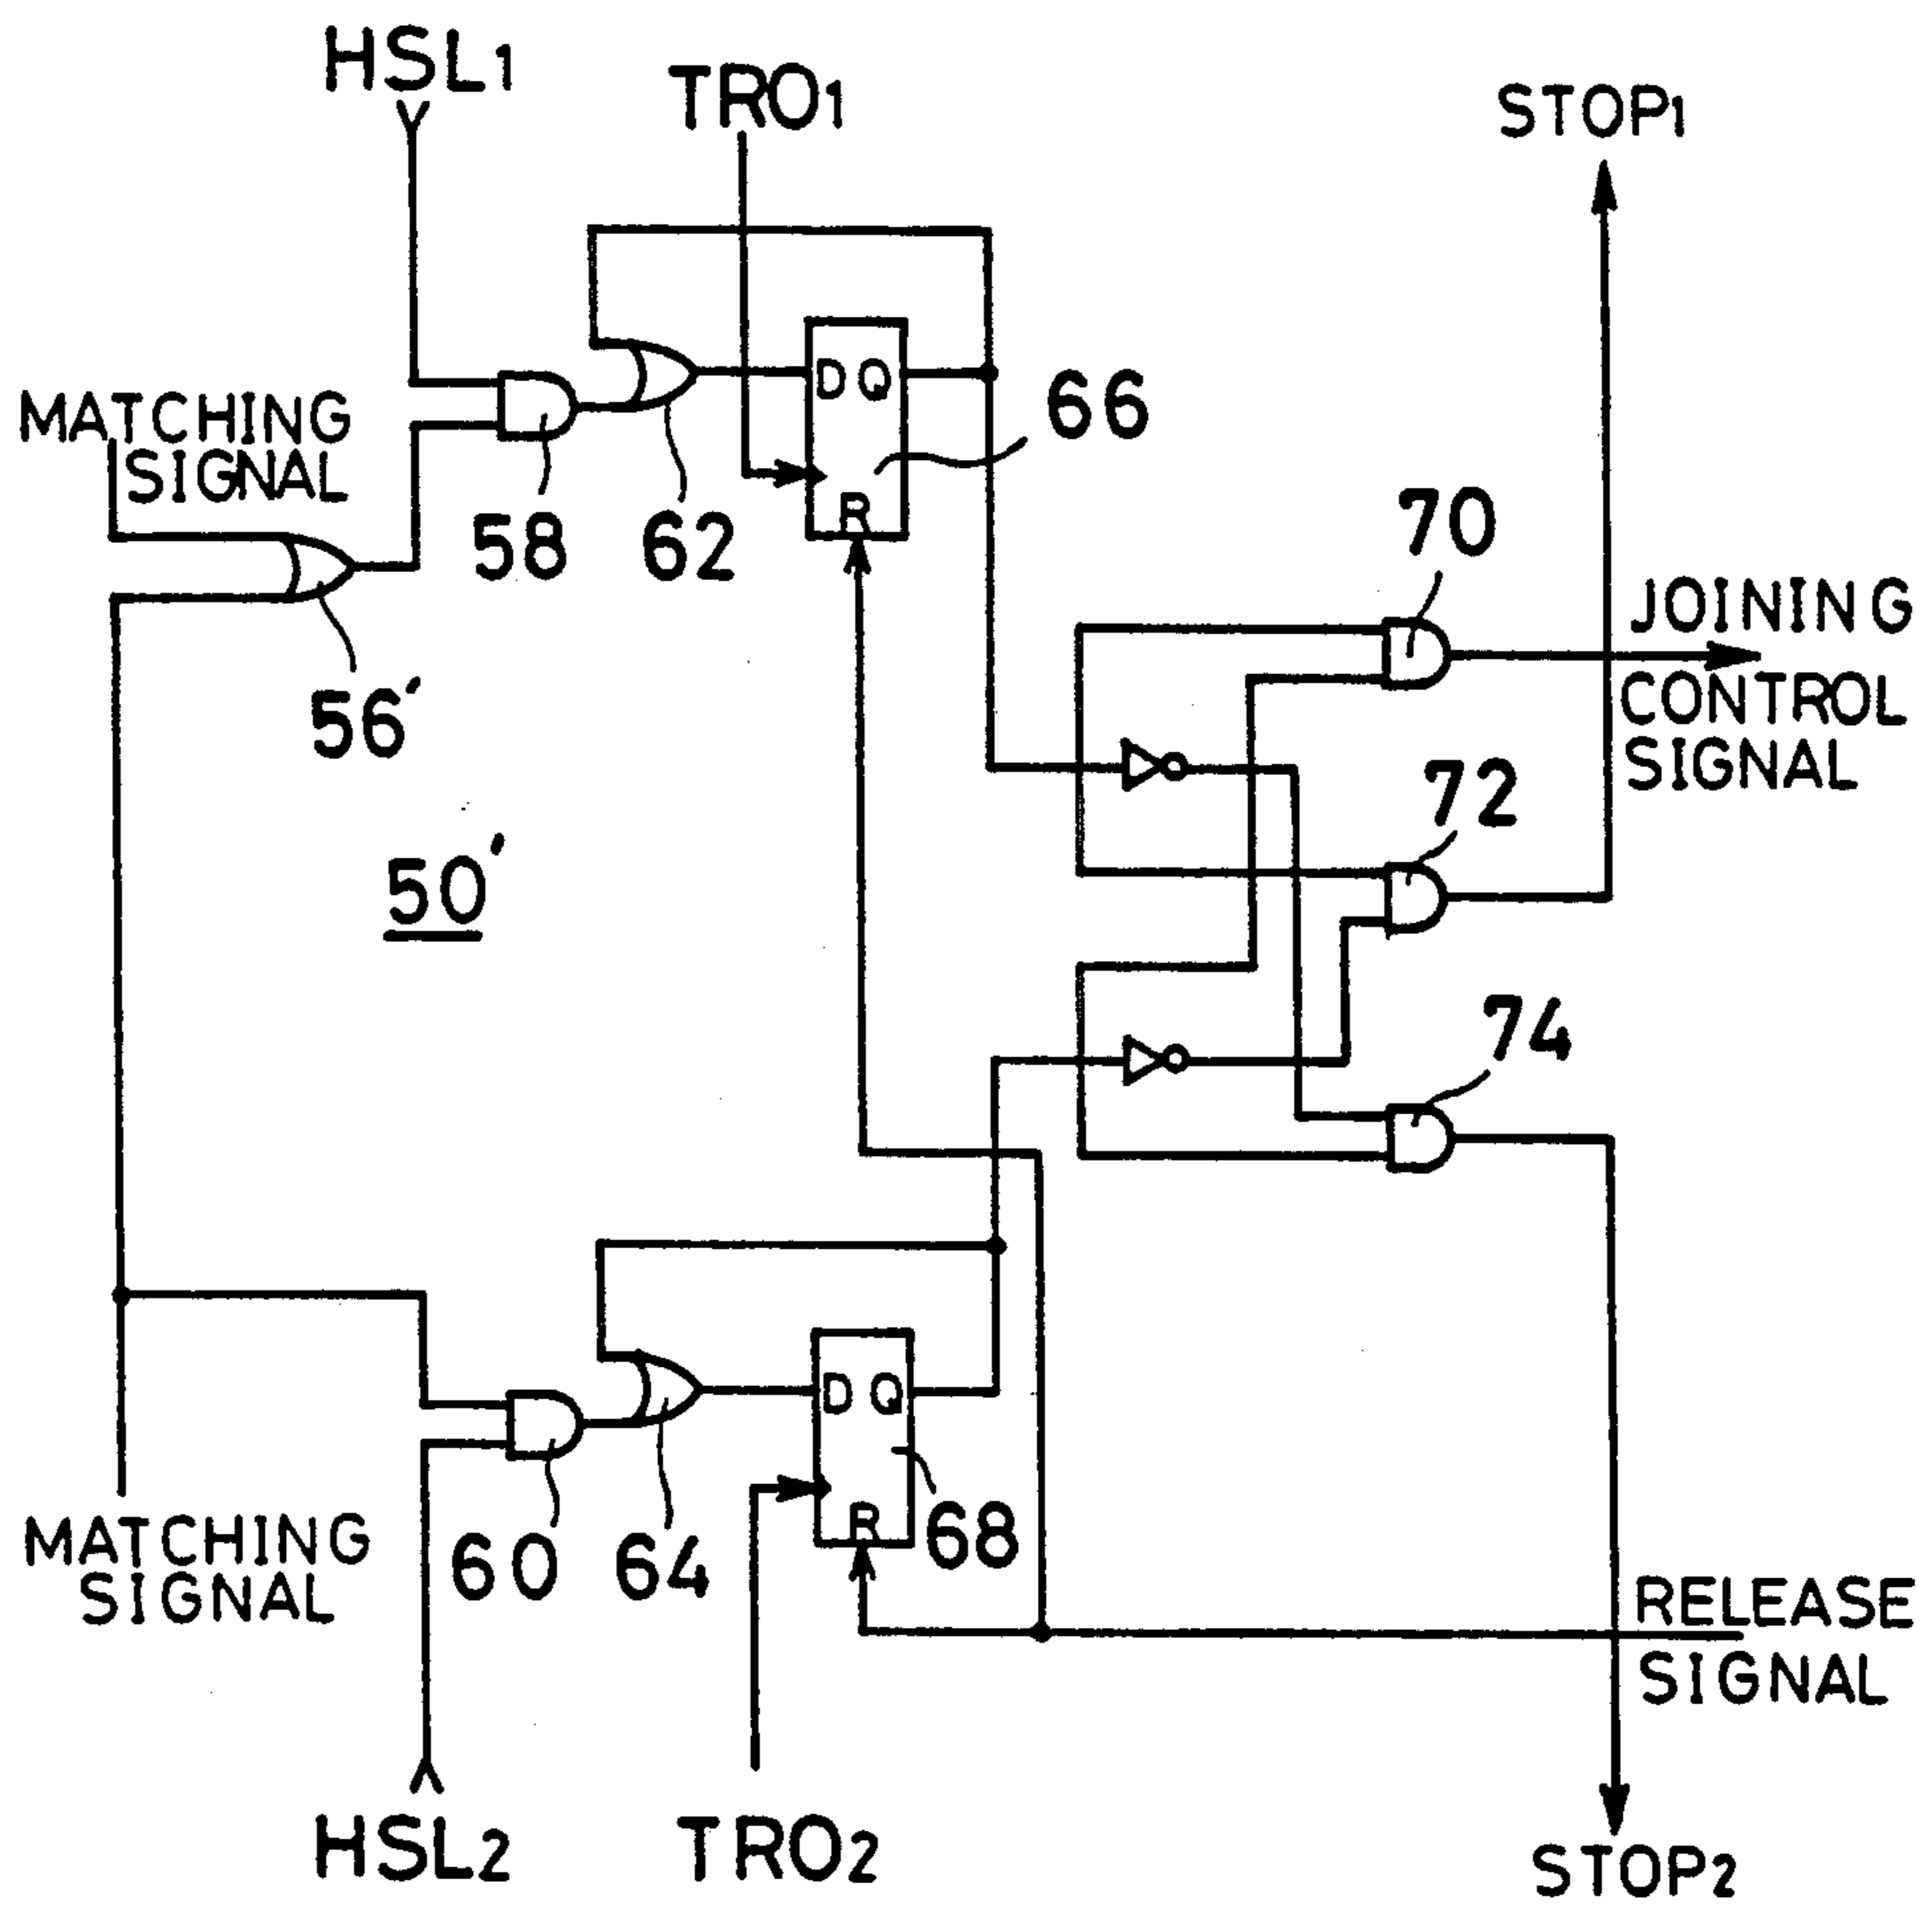 HSL1
TRO1
STOP1
MATCHING
SIGNAL
D Q
R
66
58
62
70
JOINING
CONTROL
SIGNAL
56'
72
50'
74
D Q
R
68
60
64
MATCHING
SIGNAL
RELEASE
SIGNAL
HSL2
TRO2
STOP2